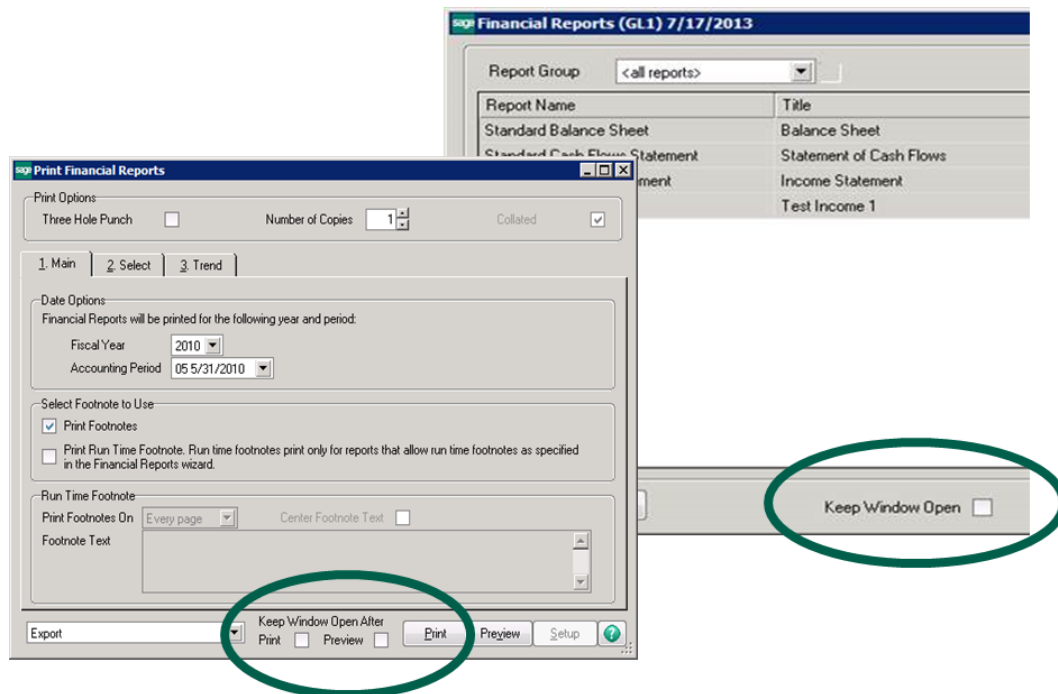 sage Financial Reports (GL1) 7/17/2013
Report Group <all reports>
Report Name Title
Standard Balance Sheet Balance Sheet
Standard Cash Flows Statement Statement of Cash Flows
ment Income Statement
Test Income 1
Keep Window Open
sage Print Financial Reports
Print Options
Three Hole Punch Number of Copies 1 Collated
1. Main 2. Select 3. Trend
Date Options
Financial Reports will be printed for the following year and period:
Fiscal Year 2010
Accounting Period 05 5/31/2010
Select Footnote to Use
Print Footnotes
Print Run Time Footnote. Run time footnotes print only for reports that allow run time footnotes as specified
in the Financial Reports wizard.
Run Time Footnote
Print Footnotes On Every page Center Footnote Text
Footnote Text
Keep Window Open After
Export Print Preview Print Preview Setup ?